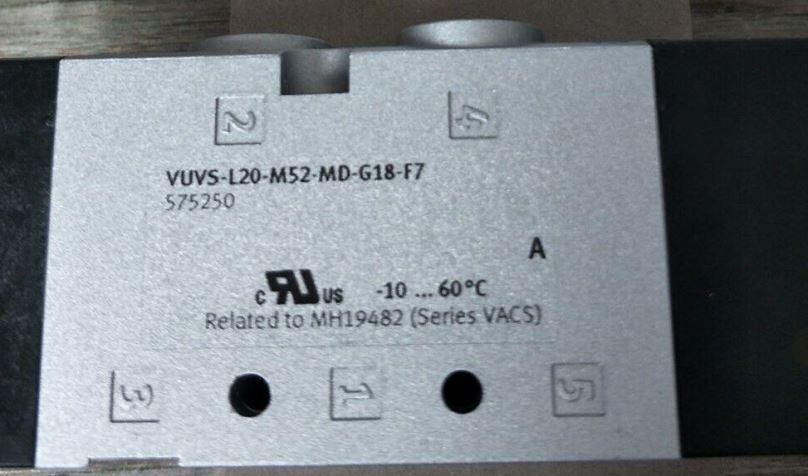 2 4
VUVS-L20-M52-MD-G18-F7
575250
A
c RU US -10 ... 60°C
Related to MH19482 (Series VACS)
3 1 5